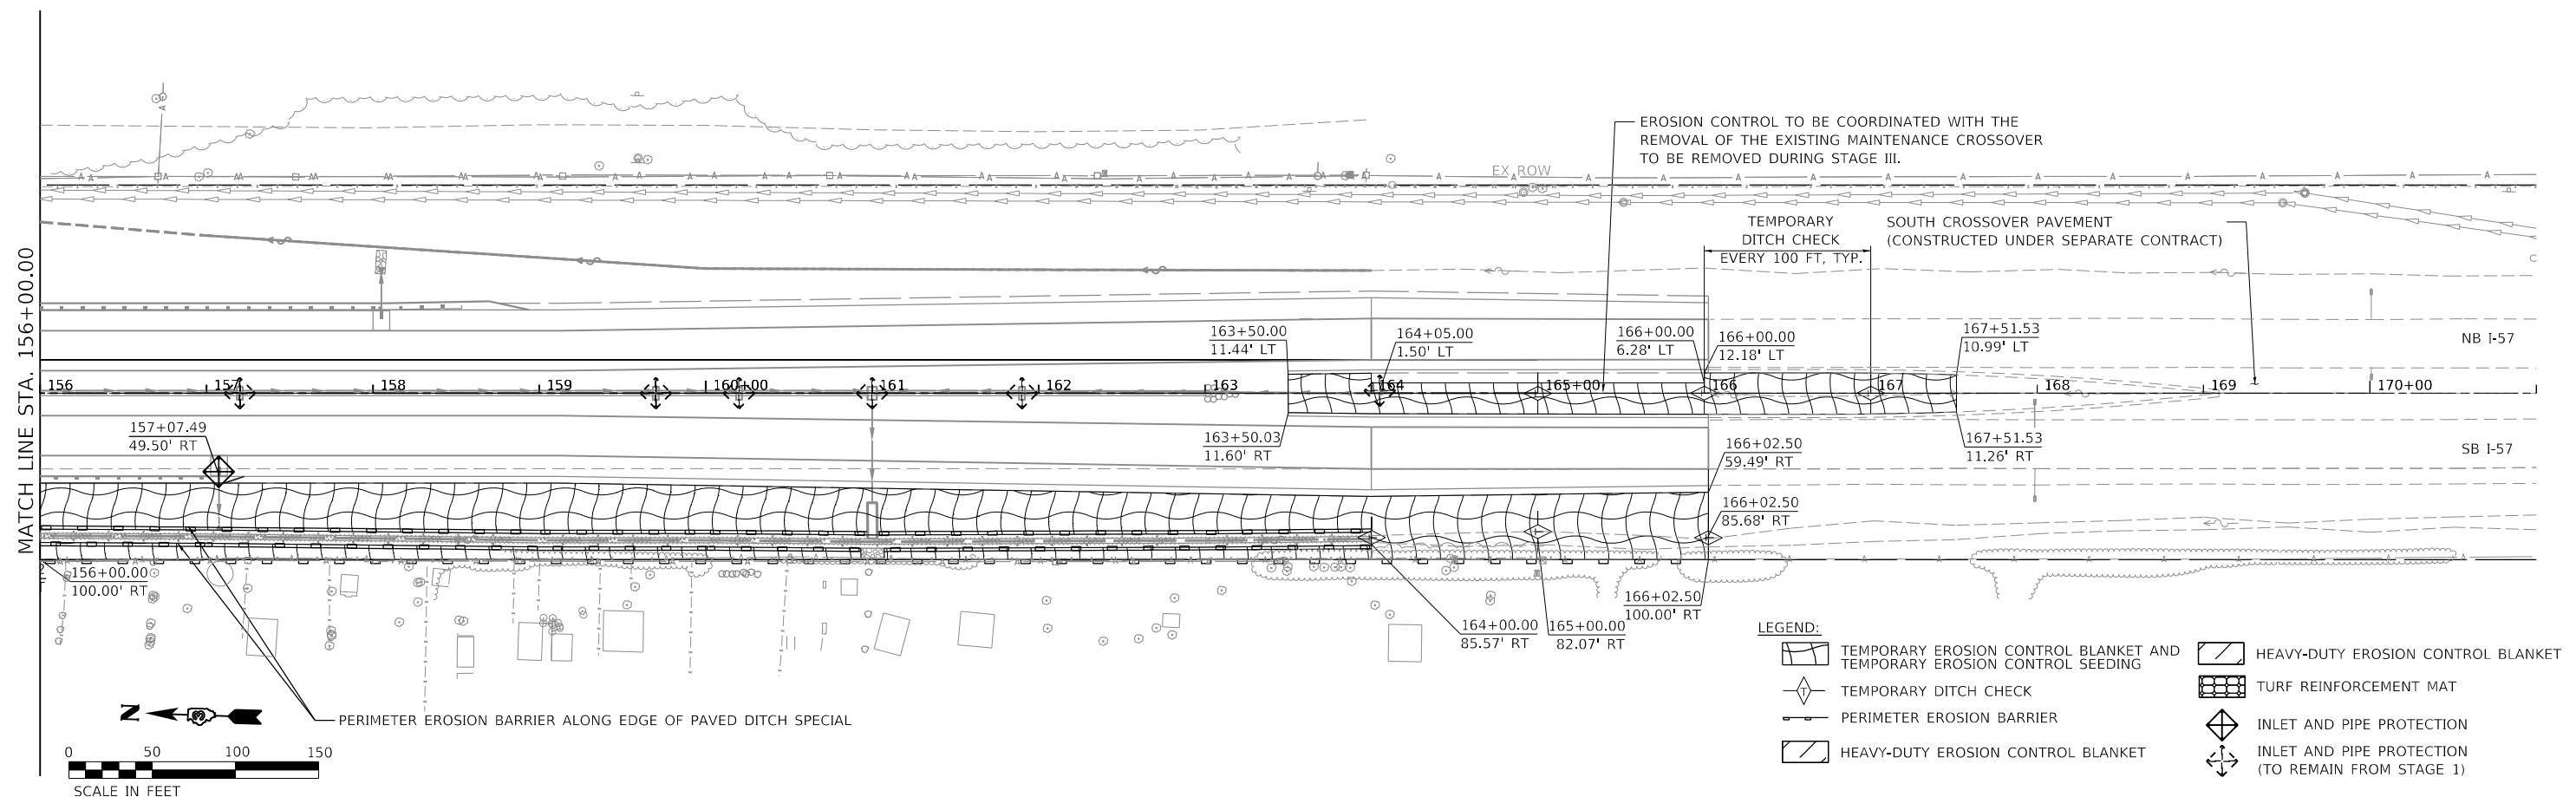 MATCH LINE STA. 156+00.00
EROSION CONTROL TO BE COORDINATED WITH THE
REMOVAL OF THE EXISTING MAINTENANCE CROSSOVER
TO BE REMOVED DURING STAGE III.
EX ROW
TEMPORARY
DITCH CHECK
EVERY 100 FT, TYP.
SOUTH CROSSOVER PAVEMENT
(CONSTRUCTED UNDER SEPARATE CONTRACT)
163+50.00
11.44' LT
164+05.00
1.50' LT
166+00.00
6.28' LT
166+00.00
12.18' LT
167+51.53
10.99' LT
NB I-57
156
157
158
159
160+00
161
162
163
164
165+00
166
167
168
169
170+00
157+07.49
49.50' RT
163+50.03
11.60' RT
166+02.50
59.49' RT
167+51.53
11.26' RT
SB I-57
166+02.50
85.68' RT
156+00.00
100.00' RT
166+02.50
100.00' RT
164+00.00
85.57' RT
165+00.00
82.07' RT
N
PERIMETER EROSION BARRIER ALONG EDGE OF PAVED DITCH SPECIAL
0 50 100 150
SCALE IN FEET
LEGEND:
TEMPORARY EROSION CONTROL BLANKET AND
TEMPORARY EROSION CONTROL SEEDING
T TEMPORARY DITCH CHECK
PERIMETER EROSION BARRIER
HEAVY-DUTY EROSION CONTROL BLANKET
HEAVY-DUTY EROSION CONTROL BLANKET
TURF REINFORCEMENT MAT
INLET AND PIPE PROTECTION
INLET AND PIPE PROTECTION
(TO REMAIN FROM STAGE 1)